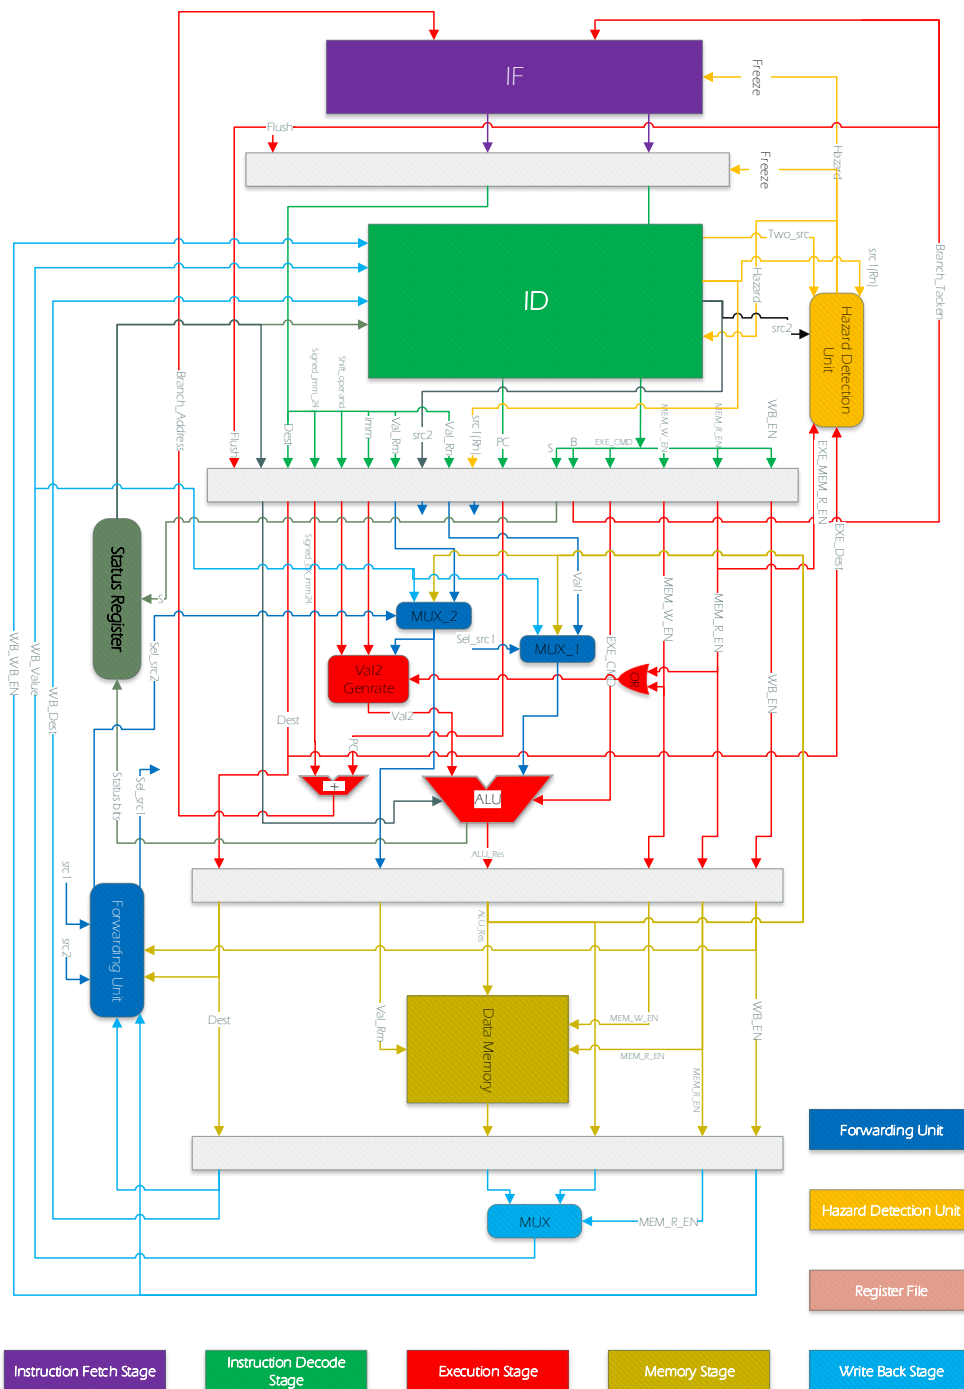 IF
Freeze
Flush
Hazard
Freeze
Two_src
src1(Rn)
Branch_Tacken
ID
Hazard
src2
Hazard Detection
Unit
Branch_Address
Signed_imm_24
Shift_operand
Flush
Dest
imm
Val_Rm
src2
Val_Rn
src1(Rn)
PC
S
B
EXE_CMD
MEM_W_EN
MEM_R_EN
WB_EN
EXE_MEM_R_EN
EXE_Dest
Status Register
S
Val1
MUX_2
MUX_1
Sel_src1
Sel_src2
Val2
Genrate
OR
EXE_CMD
MEM_W_EN
MEM_R_EN
WB_EN
WB_WB_EN
WB_Value
WB_Dest
Dest
Val2
PC
+
ALU
Status bits
Sel_src1
ALU_Res
src1
src2
Forwarding Unit
ALU_Res
Dest
Val_Rm
Data Memory
MEM_W_EN
MEM_R_EN
MEM_R_EN
WB_EN
MUX
MEM_R_EN
Forwarding Unit
Hazard Detection Unit
Register File
Instruction Fetch Stage
Instruction Decode
Stage
Execution Stage
Memory Stage
Write Back Stage